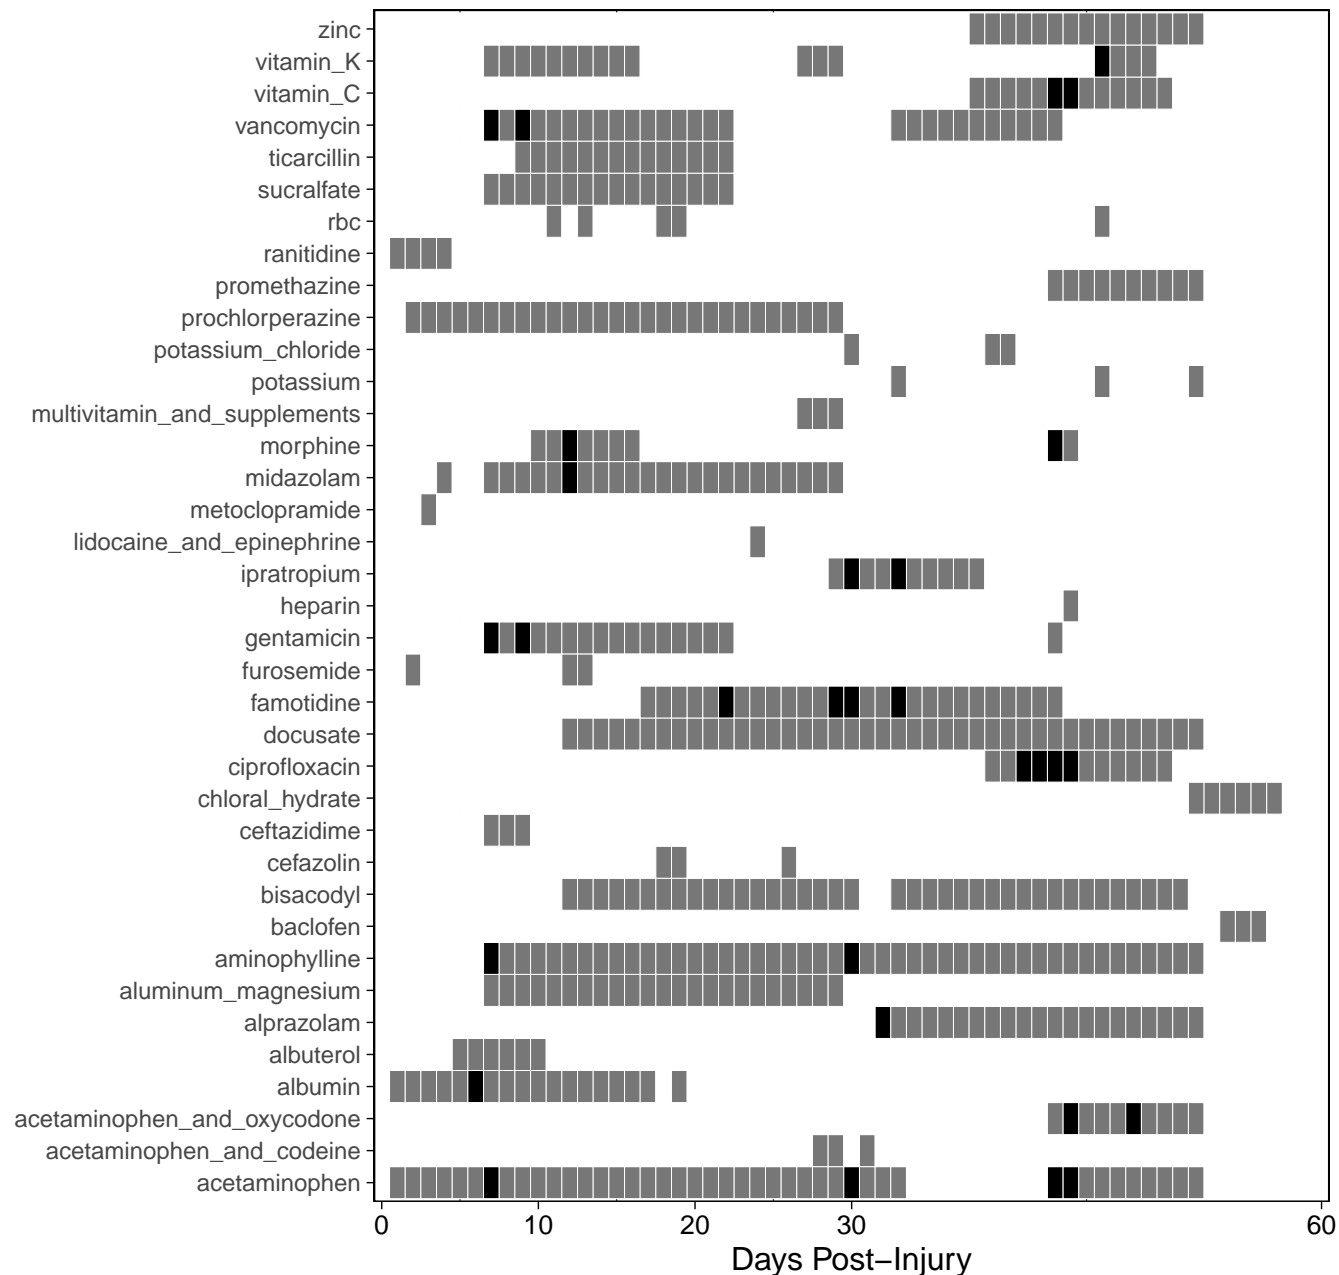 zinc
vitamin_K
vitamin_C
vancomycin
ticarcillin
sucralfate
rbc
ranitidine
promethazine
prochlorperazine
potassium_chloride
potassium
multivitamin_and_supplements
morphine
midazolam
metoclopramide
lidocaine_and_epinephrine
ipratropium
heparin
gentamicin
furosemide
famotidine
docusate
ciprofloxacin
chloral_hydrate
ceftazidime
cefazolin
bisacodyl
baclofen
aminophylline
aluminum_magnesium
alprazolam
albuterol
albumin
acetaminophen_and_oxycodone
acetaminophen_and_codeine
acetaminophen
0 10 20 30 60
Days Post−Injury